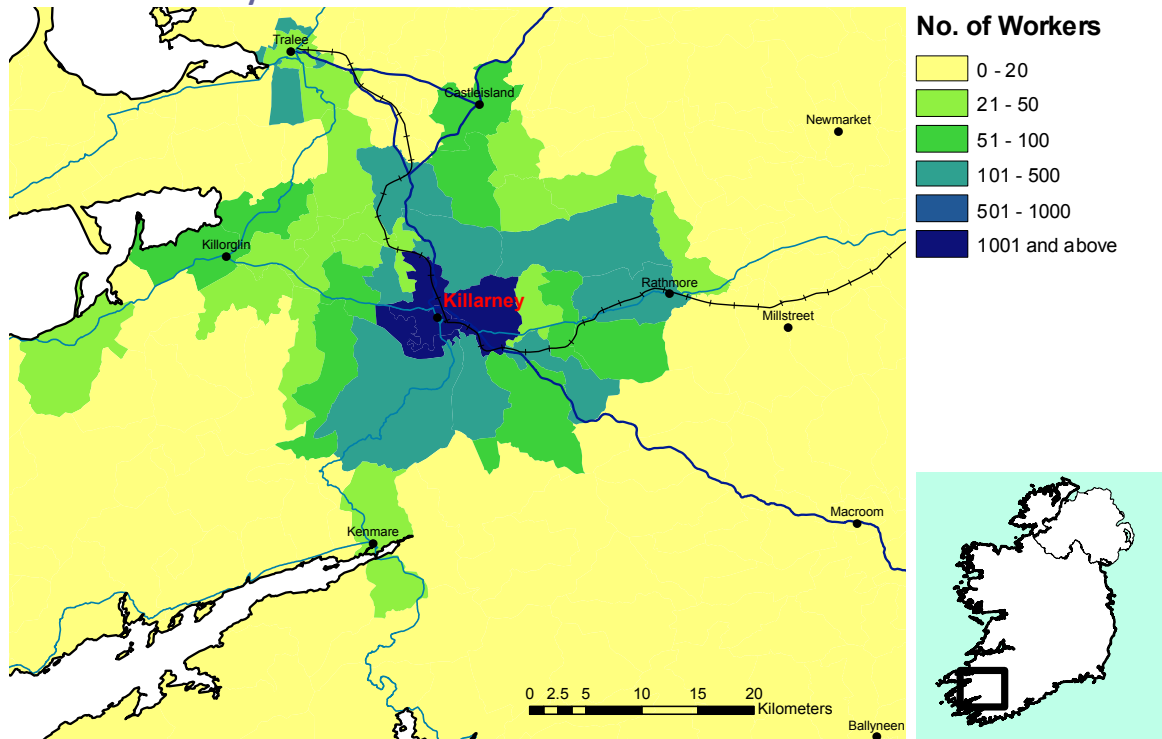 No. of Workers
0 - 20
21 - 50
51 - 100
101 - 500
501 - 1000
1001 and above
Tralee
Castleisland
Newmarket
Killorglin
Rathmore
Killarney
Millstreet
Macroom
Kenmare
0 2.5 5 10 15 20
Kilometers
Ballyneen